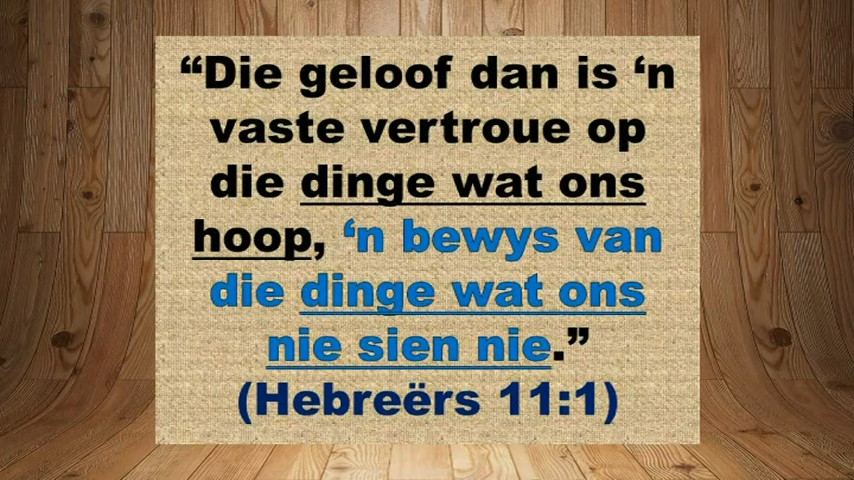 “Die geloof dan is ‘n
vaste vertroue op
die dinge wat ons
hoop, ‘n bewys van
die dinge wat ons
nie sien nie.”
(Hebreërs 11:1)